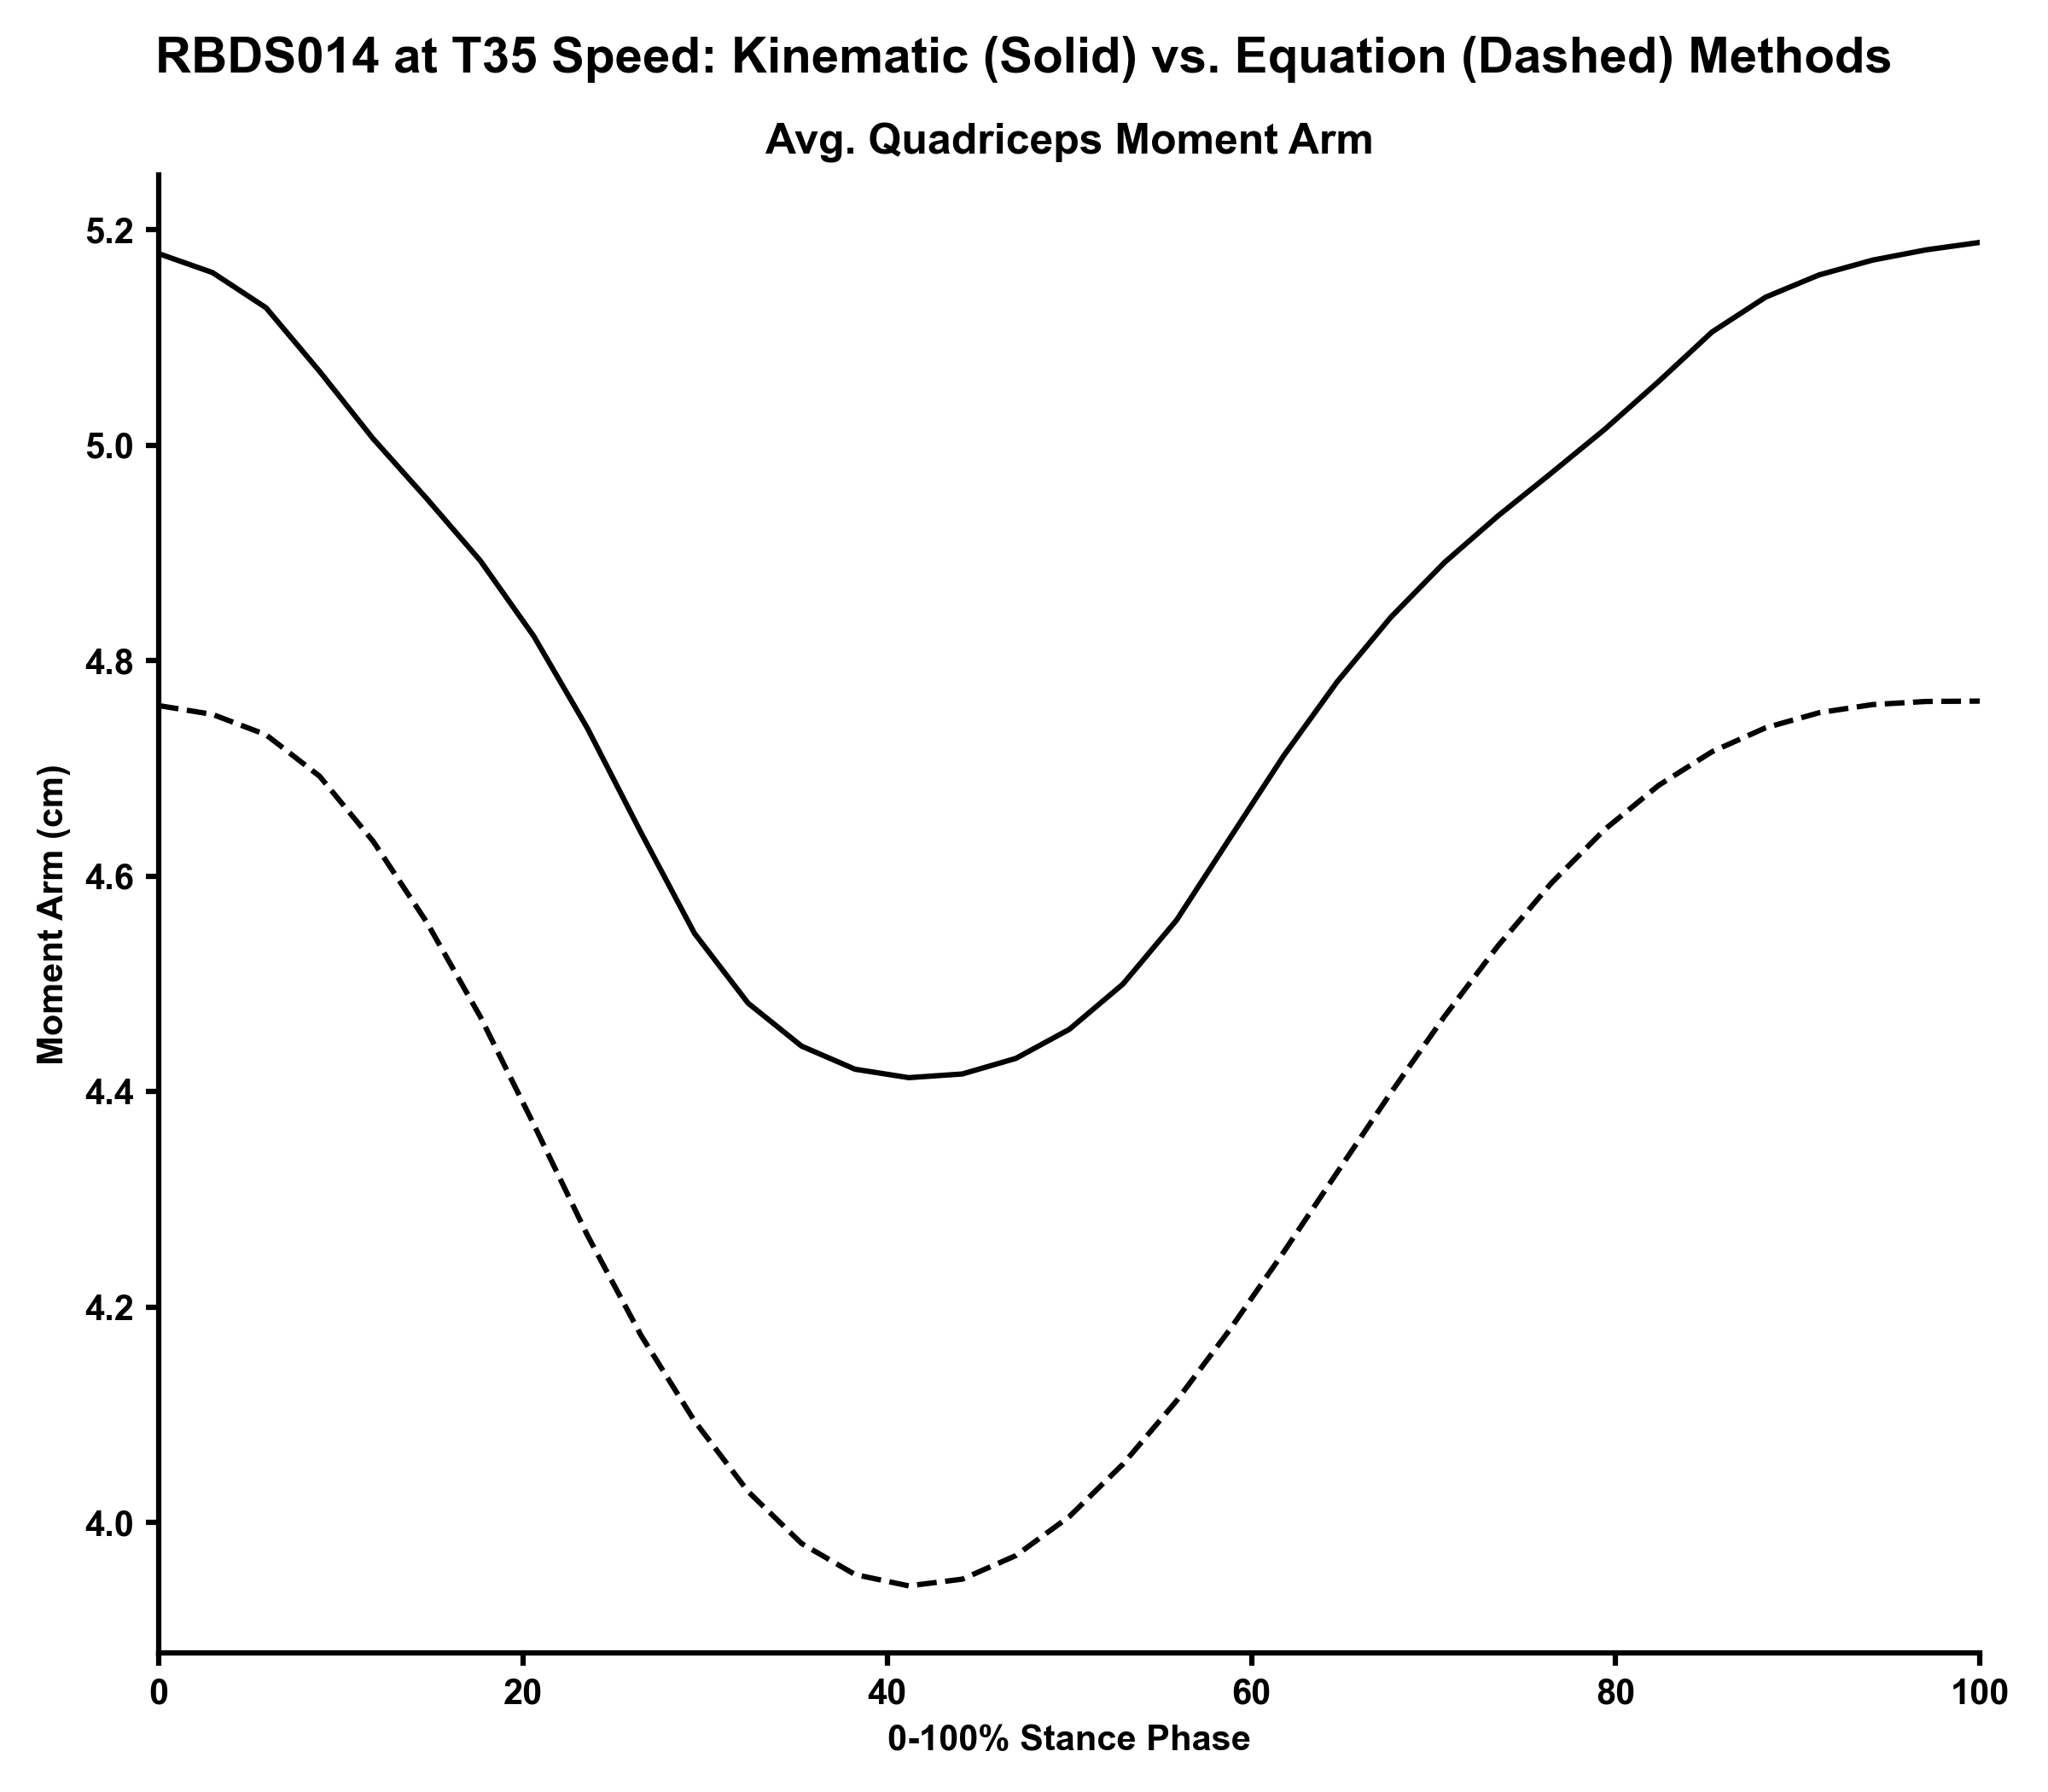 RBDS014 at T35 Speed: Kinematic (Solid) vs. Equation (Dashed) Methods
Avg. Quadriceps Moment Arm
5.2
5.0
4.8
4.6
4.4
4.2
4.0
Moment Arm (cm)
0 20 40 60 80 100
0-100% Stance Phase